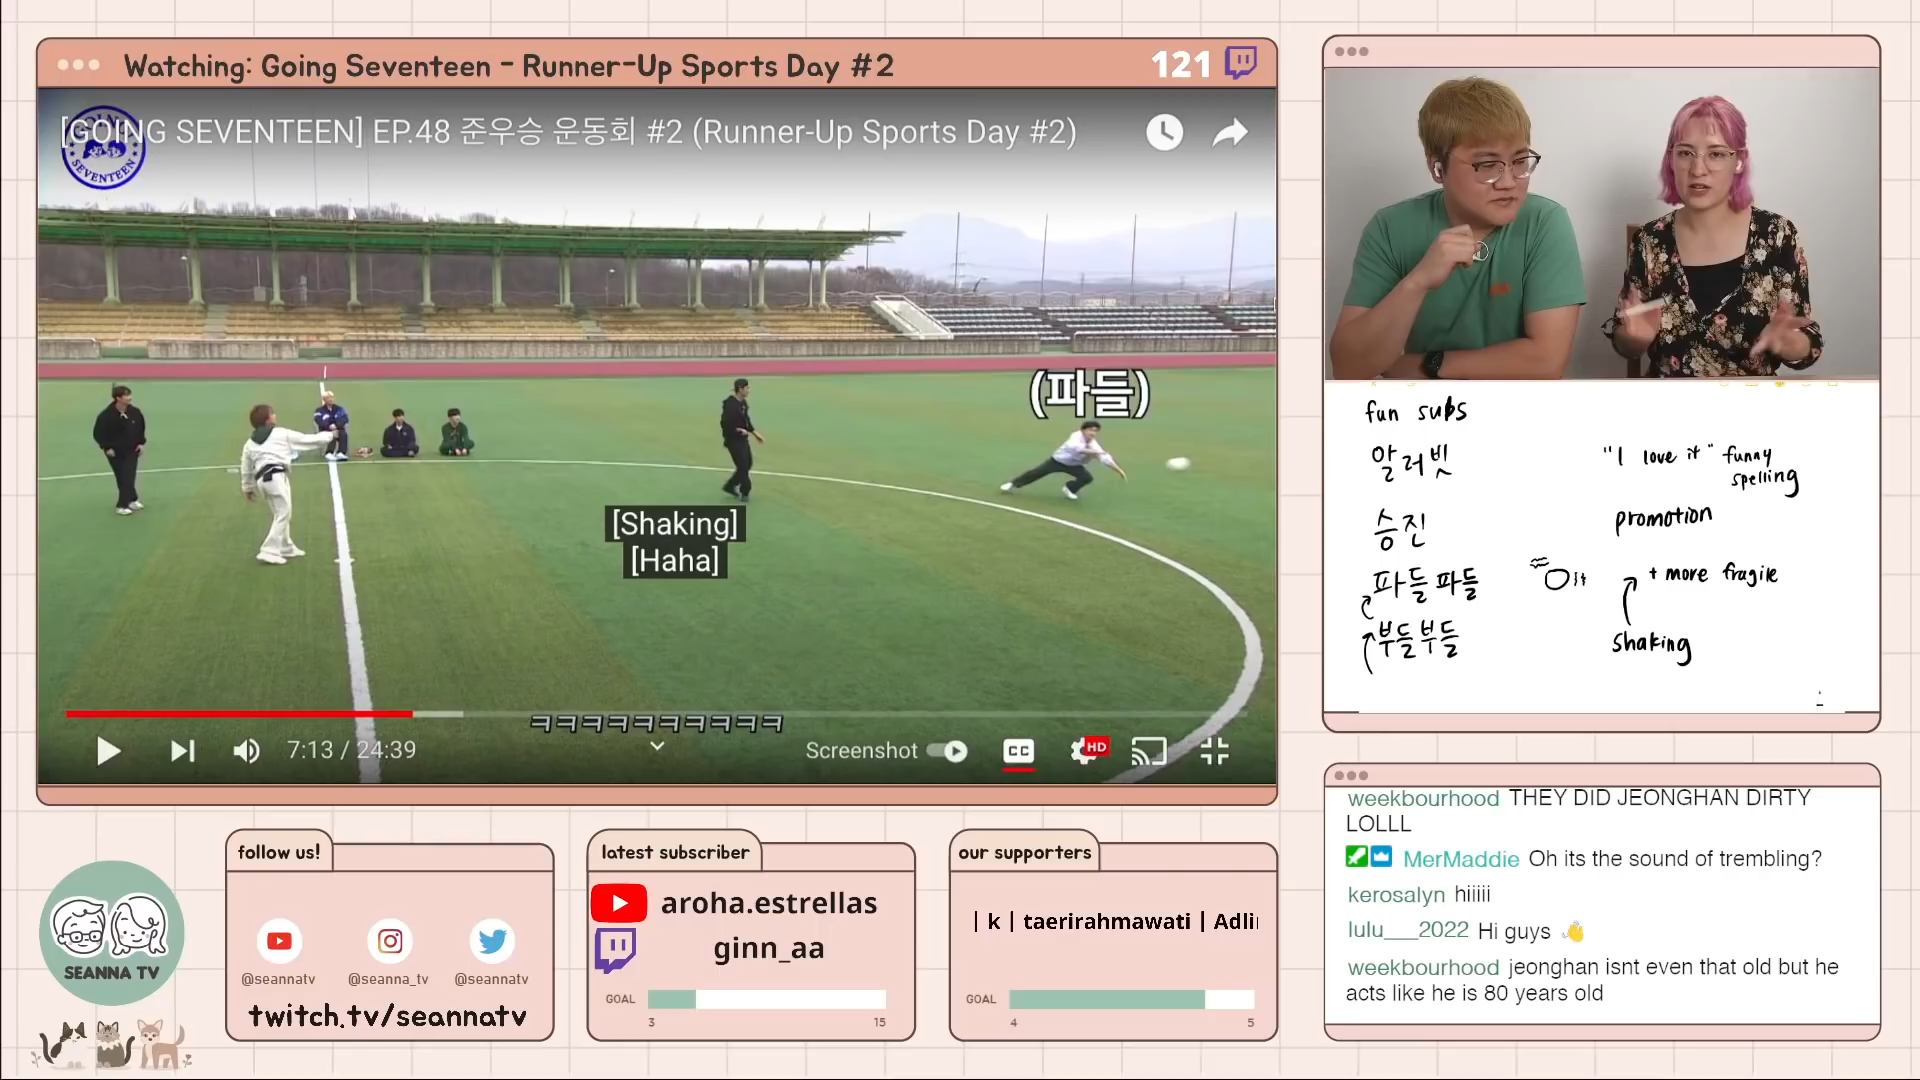 Watching: Going Seventeen - Runner-Up Sports Day #2
121
[GOING SEVENTEEN] EP.48 준우승 운동회 #2 (Runner-Up Sports Day #2)
GOING
SEVENTEEN
(파들)
[Shaking]
[Haha]
ㅋㅋㅋㅋㅋㅋㅋㅋㅋㅋ
7:13 / 24:39
Screenshot
CC
HD
fun subs
알러빗 "I love it" funny
spelling
승진 promotion
파들파들 + more fragile
부들부들 shaking
weekbourhood THEY DID JEONGHAN DIRTY
LOLLL
MerMaddie Oh its the sound of trembling?
kerosalyn hiiiii
lulu___2022 Hi guys 👋
weekbourhood jeonghan isnt even that old but he
acts like he is 80 years old
SEANNA TV
follow us!
@seannatv @seanna_tv @seannatv
twitch.tv/seannatv
latest subscriber
aroha.estrellas
ginn_aa
GOAL
3 15
our supporters
| k | taerirahmawati | Adli
GOAL
4 5